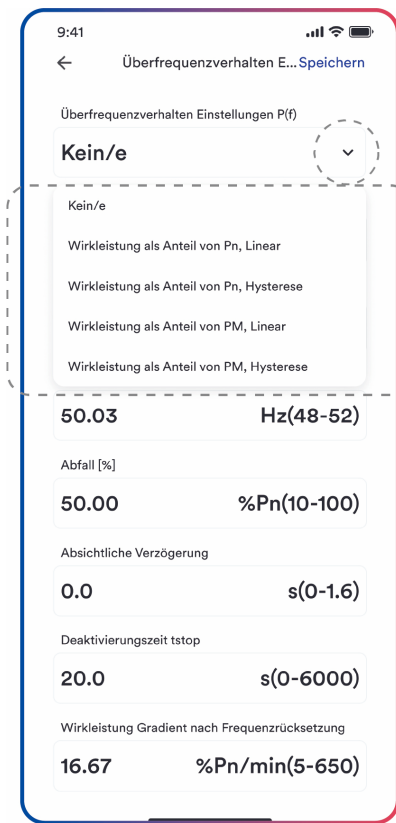 9:41
Überfrequenzverhalten E... Speichern
Überfrequenzverhalten Einstellungen P(f)
Kein/e
Kein/e
Wirkleistung als Anteil von Pn, Linear
Wirkleistung als Anteil von Pn, Hysterese
Wirkleistung als Anteil von PM, Linear
Wirkleistung als Anteil von PM, Hysterese
50.03 Hz(48-52)
Abfall [%]
50.00 %Pn(10-100)
Absichtliche Verzögerung
0.0 s(0-1.6)
Deaktivierungszeit tstop
20.0 s(0-6000)
Wirkleistung Gradient nach Frequenzrücksetzung
16.67 %Pn/min(5-650)